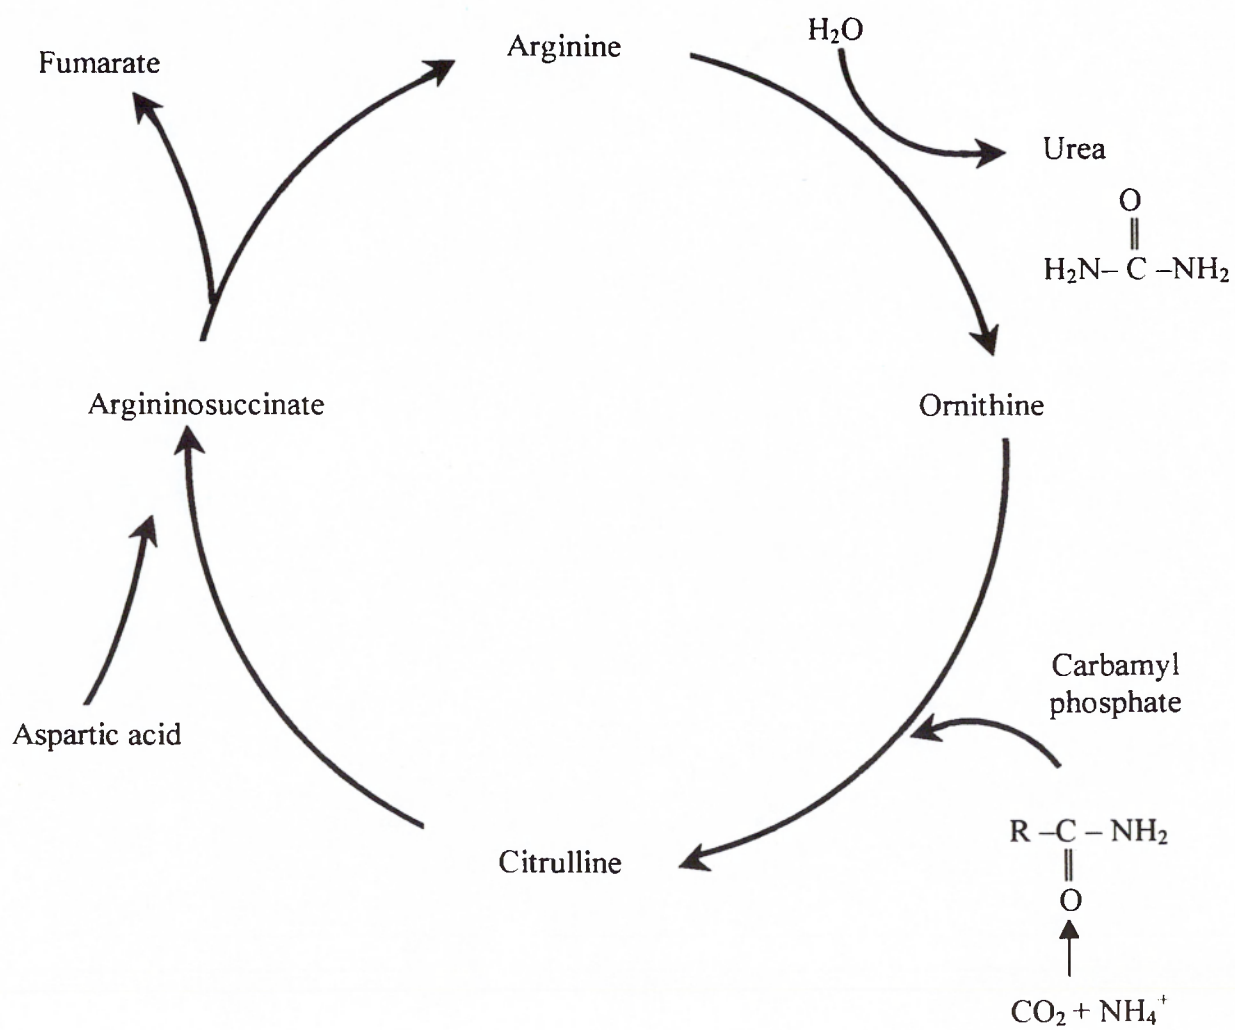 Arginine
H₂O
Fumarate
Urea
O
||
H₂N– C –NH₂
Argininosuccinate
Ornithine
Carbamyl
phosphate
Aspartic acid
R –C – NH₂
||
O
Citrulline
CO₂ + NH₄⁺